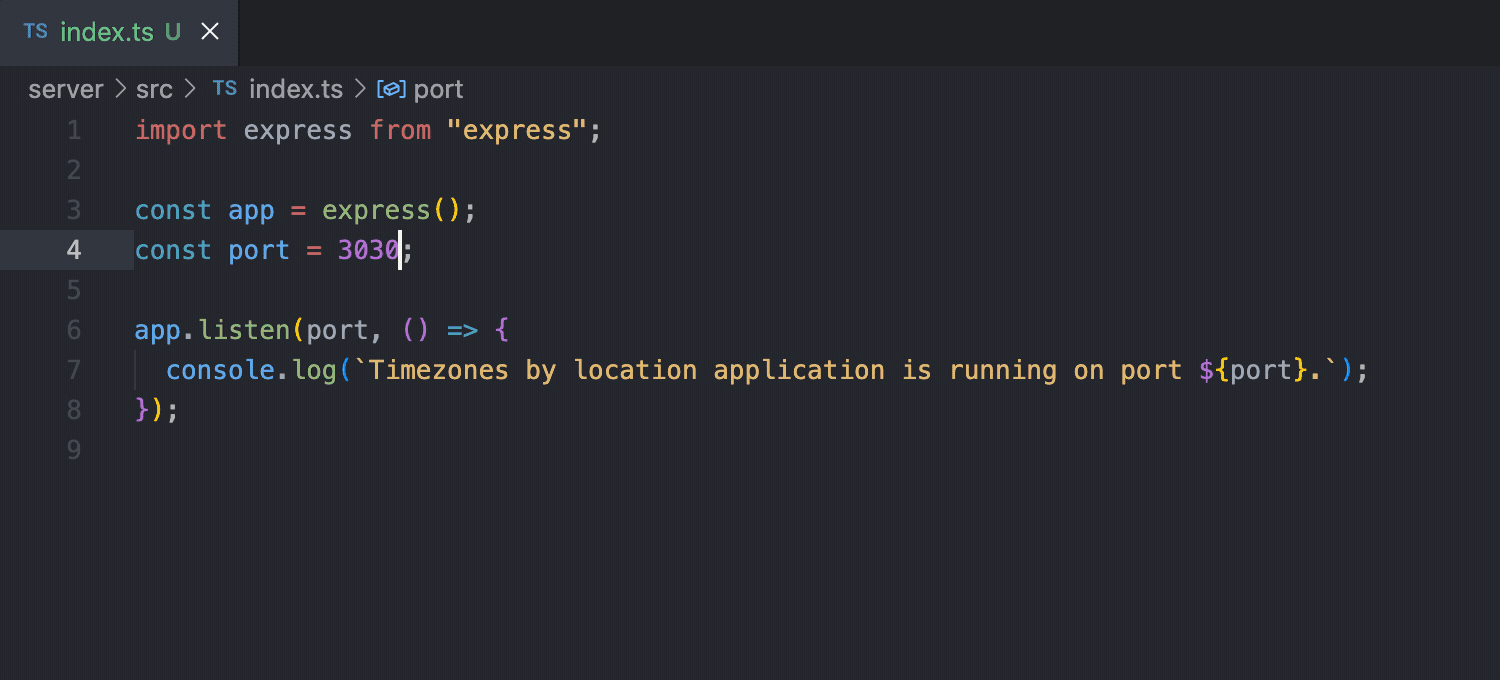 TS index.ts U
server > src > TS index.ts > port
1 import express from "express";
2
3 const app = express();
4 const port = 3030;
5
6 app.listen(port, () => {
7   console.log(`Timezones by location application is running on port ${port}.`);
8 });
9